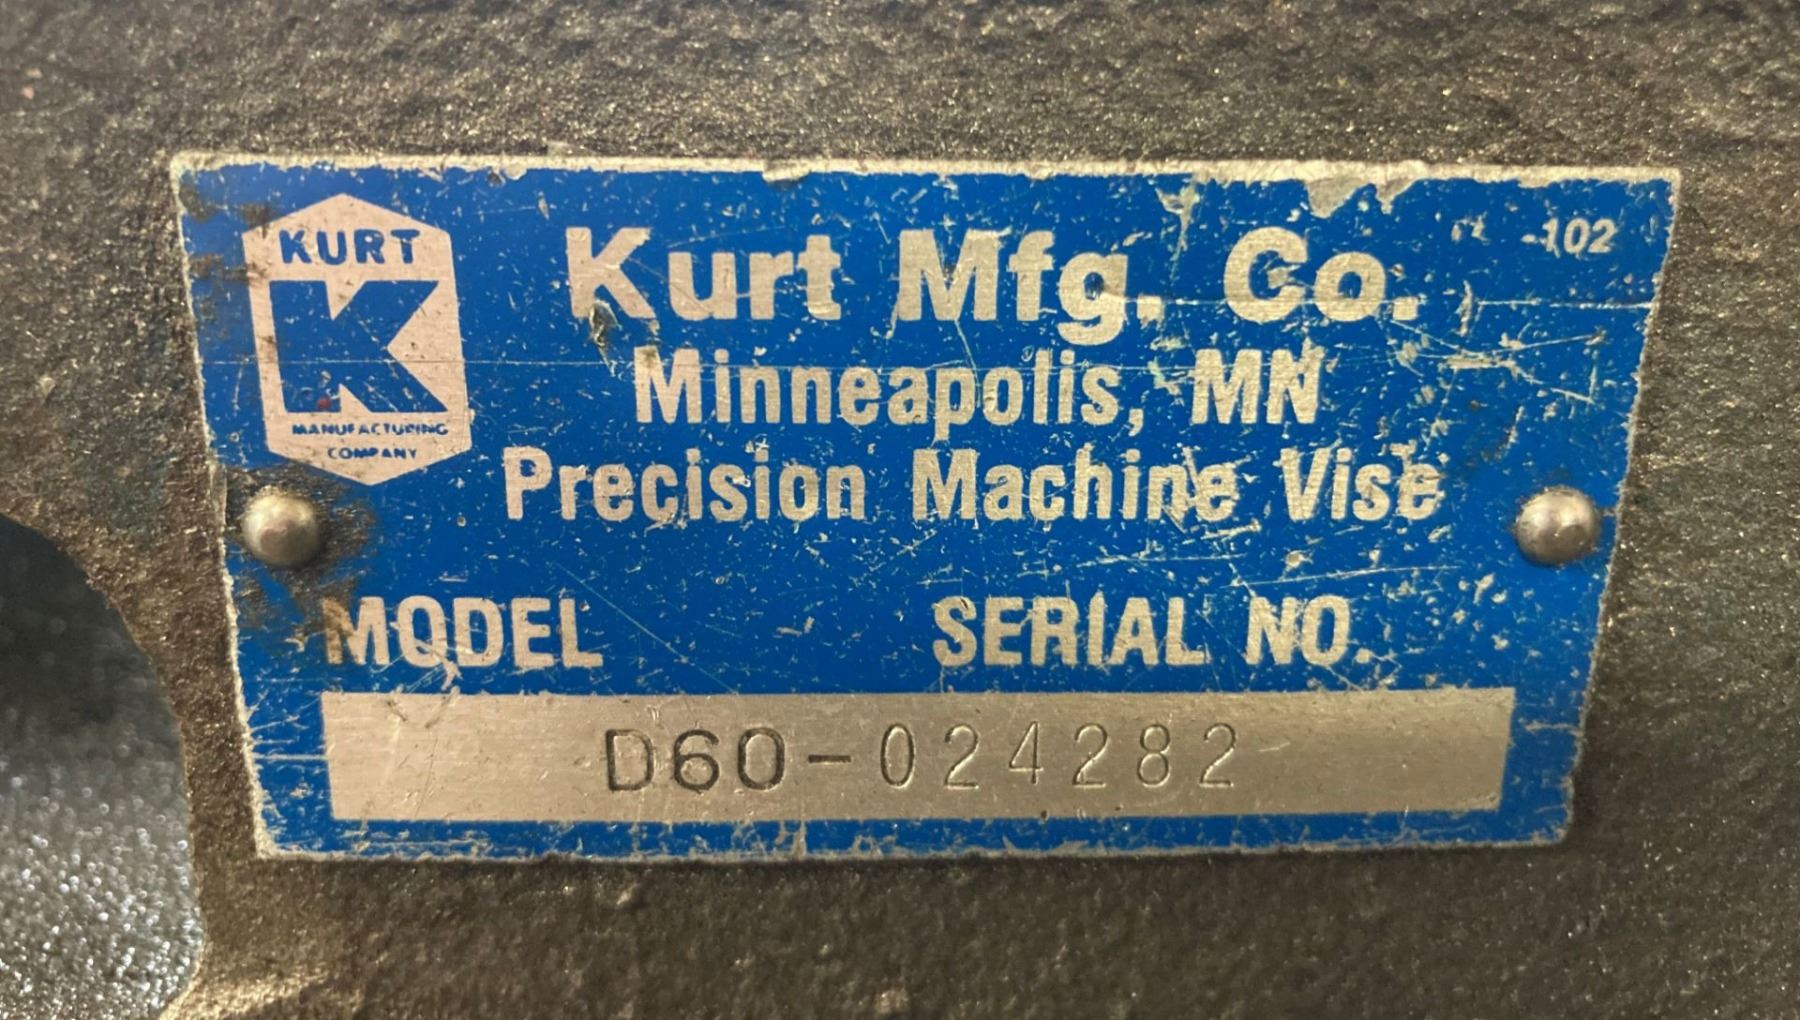 KURT
K
MANUFACTURING
COMPANY
Kurt Mfg. Co.
-102
Minneapolis, MN
Precision Machine Vise
MODEL SERIAL NO.
D60-024282